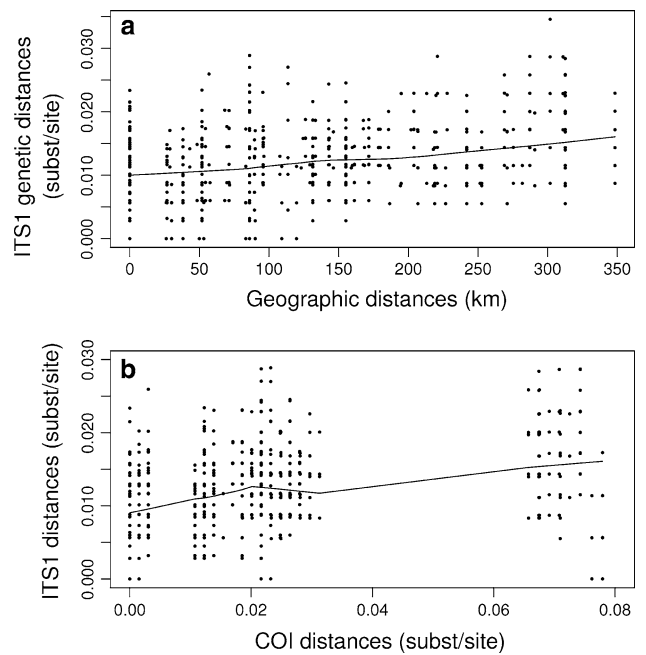 a
ITS1 genetic distances
(subst/site)
0.030
0.020
0.010
0.000
0 50 100 150 200 250 300 350
Geographic distances (km)
b
ITS1 distances (subst/site)
0.030
0.020
0.010
0.000
0.00 0.02 0.04 0.06 0.08
COI distances (subst/site)